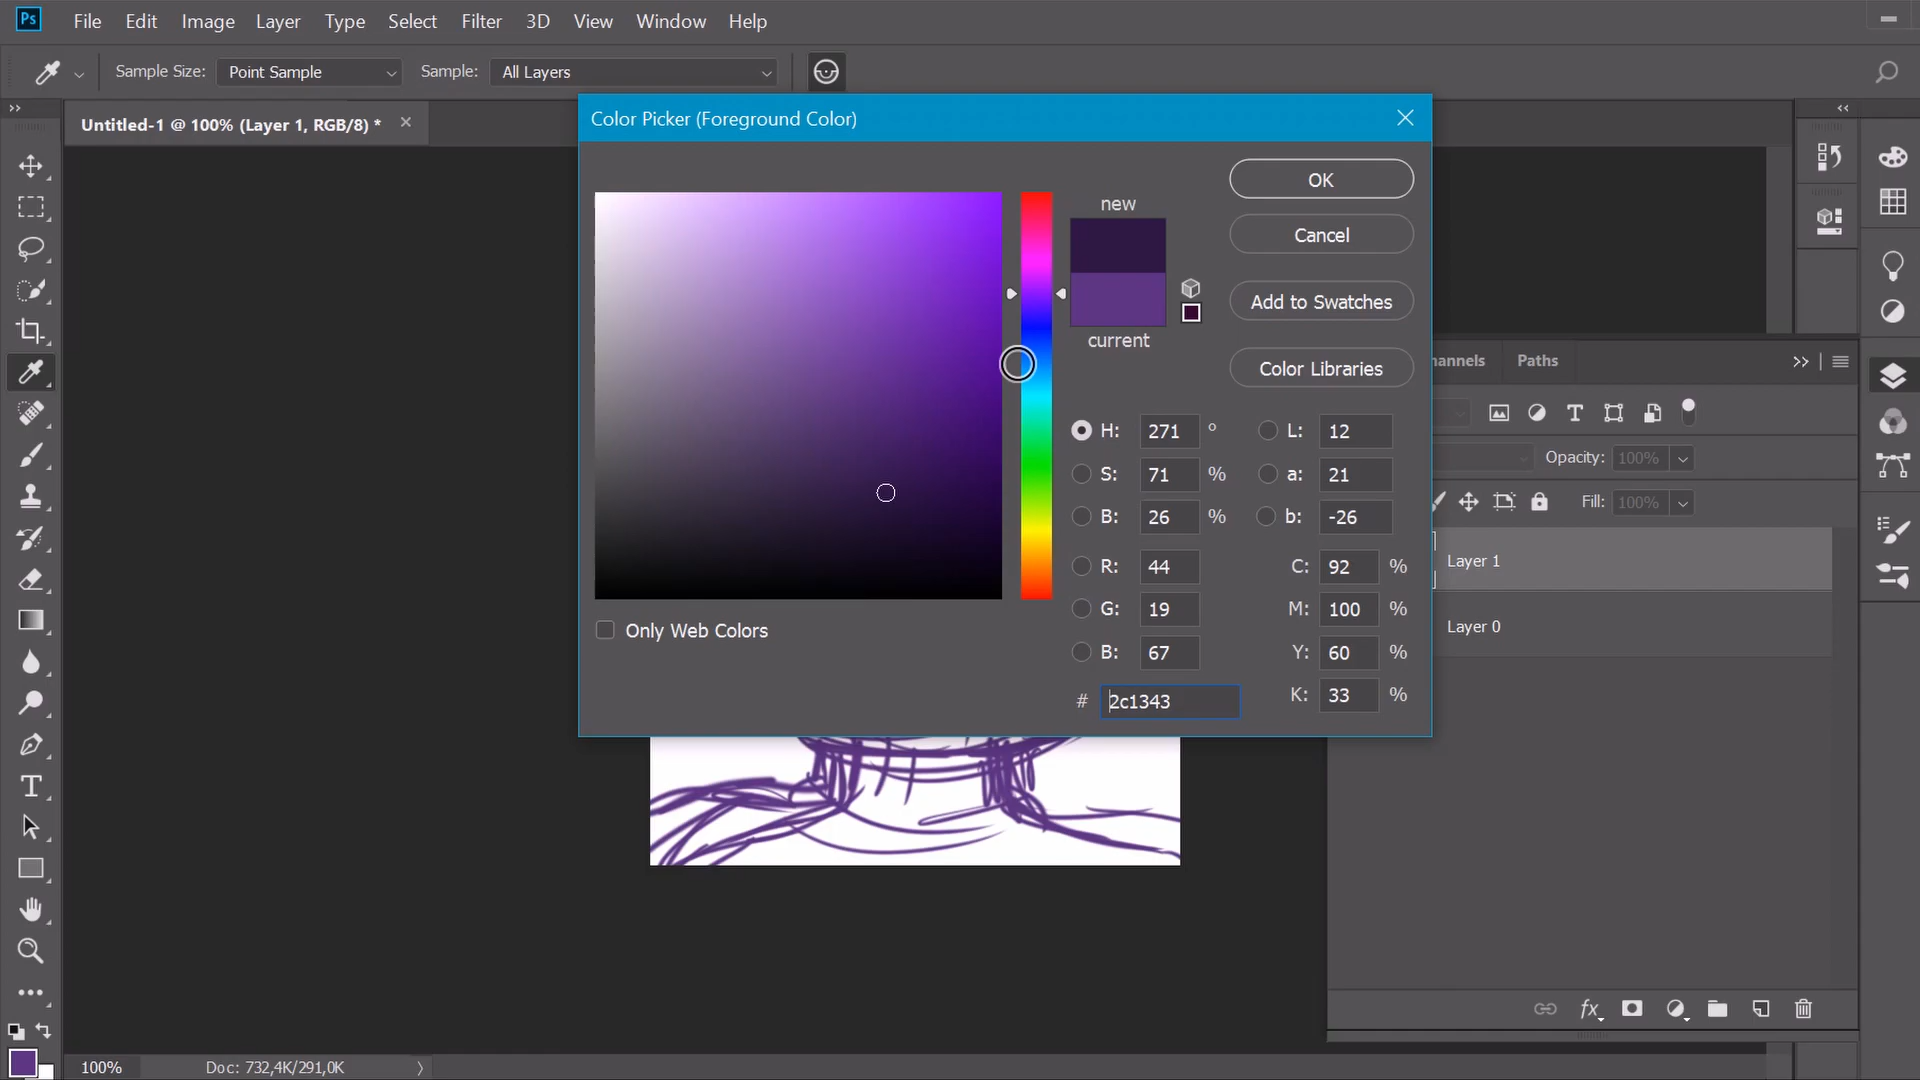 Ps File Edit Image Layer Type Select Filter 3D View Window Help
Sample Size: Point Sample Sample: All Layers
Untitled-1 @ 100% (Layer 1, RGB/8) *
Color Picker (Foreground Color)
OK
new
Cancel
Add to Swatches
current
Color Libraries
H: 271 ° L: 12
S: 71 % a: 21
B: 26 % b: -26
R: 44 C: 92 %
G: 19 M: 100 %
B: 67 Y: 60 %
# 2c1343 K: 33 %
Only Web Colors
Paths
Opacity: 100%
Fill: 100%
Layer 1
Layer 0
fx
100% Doc: 732,4K/291,0K